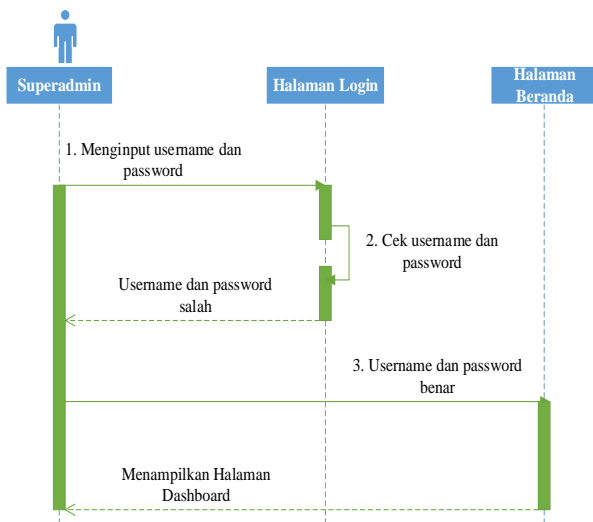 Superadmin
Halaman Login
Halaman
Beranda
1. Menginput username dan
password
2. Cek username dan
password
Username dan password
salah
3. Username dan password
benar
Menampilkan Halaman
Dashboard